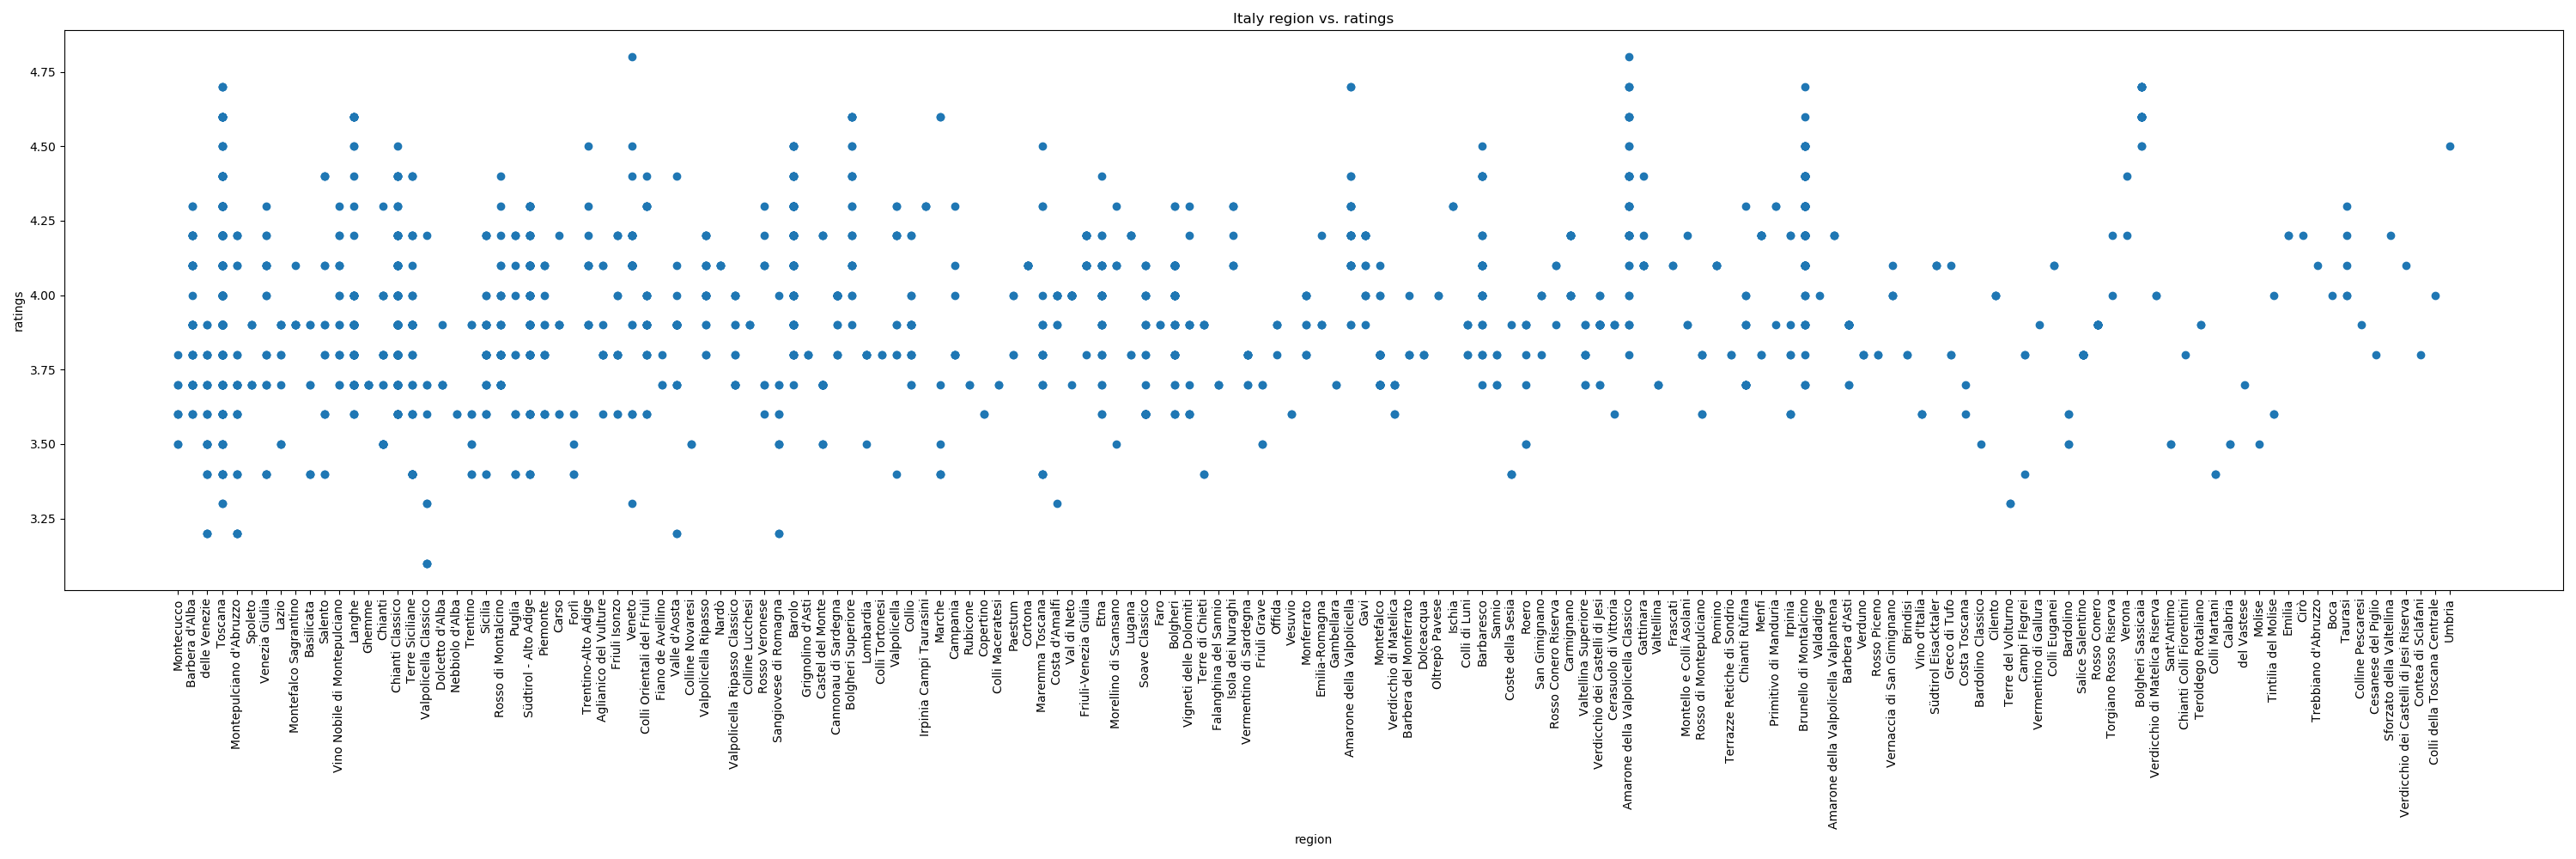 Italy region vs. ratings
ratings
4.75
4.50
4.25
4.00
3.75
3.50
3.25
Montecucco
Barbera d'Alba
delle Venezie
Toscana
Montepulciano d'Abruzzo
Spoleto
Venezia Giulia
Lazio
Montefalco Sagrantino
Basilicata
Salento
Vino Nobile di Montepulciano
Langhe
Ghemme
Chianti
Chianti Classico
Terre Siciliane
Valpolicella Classico
Dolcetto d'Alba
Nebbiolo d'Alba
Trentino
Sicilia
Rosso di Montalcino
Puglia
Südtirol - Alto Adige
Piemonte
Carso
Forlì
Trentino-Alto Adige
Aglianico del Vulture
Friuli Isonzo
Veneto
Colli Orientali del Friuli
Fiano de Avellino
Valle d'Aosta
Colline Novaresi
Valpolicella Ripasso
Nardò
Valpolicella Ripasso Classico
Colline Lucchesi
Rosso Veronese
Sangiovese di Romagna
Barolo
Grignolino d'Asti
Castel del Monte
Cannonau di Sardegna
Bolgheri Superiore
Lombardia
Colli Tortonesi
Valpolicella
Collio
Irpinia Campi Taurasini
Marche
Campania
Rubicone
Copertino
Colli Maceratesi
Paestum
Cortona
Maremma Toscana
Costa d'Amalfi
Val di Neto
Friuli-Venezia Giulia
Etna
Morellino di Scansano
Lugana
Soave Classico
Faro
Bolgheri
Vigneti delle Dolomiti
Terre di Chieti
Falanghina del Sannio
Vermentino di Sardegna
Isola dei Nuraghi
Friuli Grave
Offida
Vesuvio
Monferrato
Emilia-Romagna
Gambellara
Amarone della Valpolicella
Gavi
Montefalco
Verdicchio di Matelica
Barbera del Monferrato
Dolceacqua
Oltrepò Pavese
Ischia
Colli di Luni
Barbaresco
Sannio
Coste della Sesia
Roero
San Gimignano
Rosso Conero Riserva
Carmignano
Valtellina Superiore
Verdicchio dei Castelli di jesi
Cerasuolo di Vittoria
Amarone della Valpolicella Classico
Gattinara
Valtellina
Frascati
Montello e Colli Asolani
Rosso di Montepulciano
Pomino
Terrazze Retiche di Sondrio
Chianti Rùfina
Menfi
Primitivo di Manduria
Irpinia
Brunello di Montalcino
Valdadige
Amarone della Valpolicella Valpantena
Barbera d'Asti
Verduno
Rosso Piceno
Vernaccia di San Gimignano
Brindisi
Vino d'Italia
Südtirol Eisacktaler
Greco di Tufo
Costa Toscana
Bardolino Classico
Cilento
Terre del Volturno
Campi Flegrei
Vermentino di Gallura
Colli Euganei
Bardolino
Salice Salentino
Rosso Conero
Torgiano Rosso Riserva
Verona
Bolgheri Sassicaia
Verdicchio di Matelica Riserva
Sant'Antimo
Chianti Colli Fiorentini
Teroldego Rotaliano
Colli Martani
Calabria
del Vastese
Molise
Tintilia del Molise
Emilia
Cirò
Trebbiano d'Abruzzo
Boca
Taurasi
Colline Pescaresi
Cesanese del Piglio
Sforzato della Valtellina
Verdicchio dei Castelli di Jesi Riserva
Contea di Sclafani
Colli della Toscana Centrale
Umbria
region